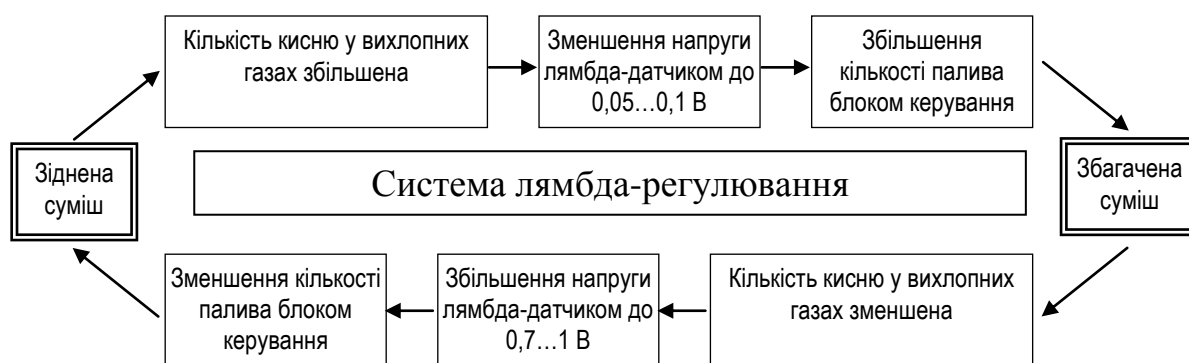 Кількість кисню у вихлопних
газах збільшена
Зменшення напруги
лямбда-датчиком до
0,05…0,1 В
Збільшення
кількості палива
блоком керування
Зіднена
суміш
Система лямбда-регулювання
Збагачена
суміш
Зменшення кількості
палива блоком
керування
Збільшення напруги
лямбда-датчиком до
0,7…1 В
Кількість кисню у вихлопних
газах зменшена